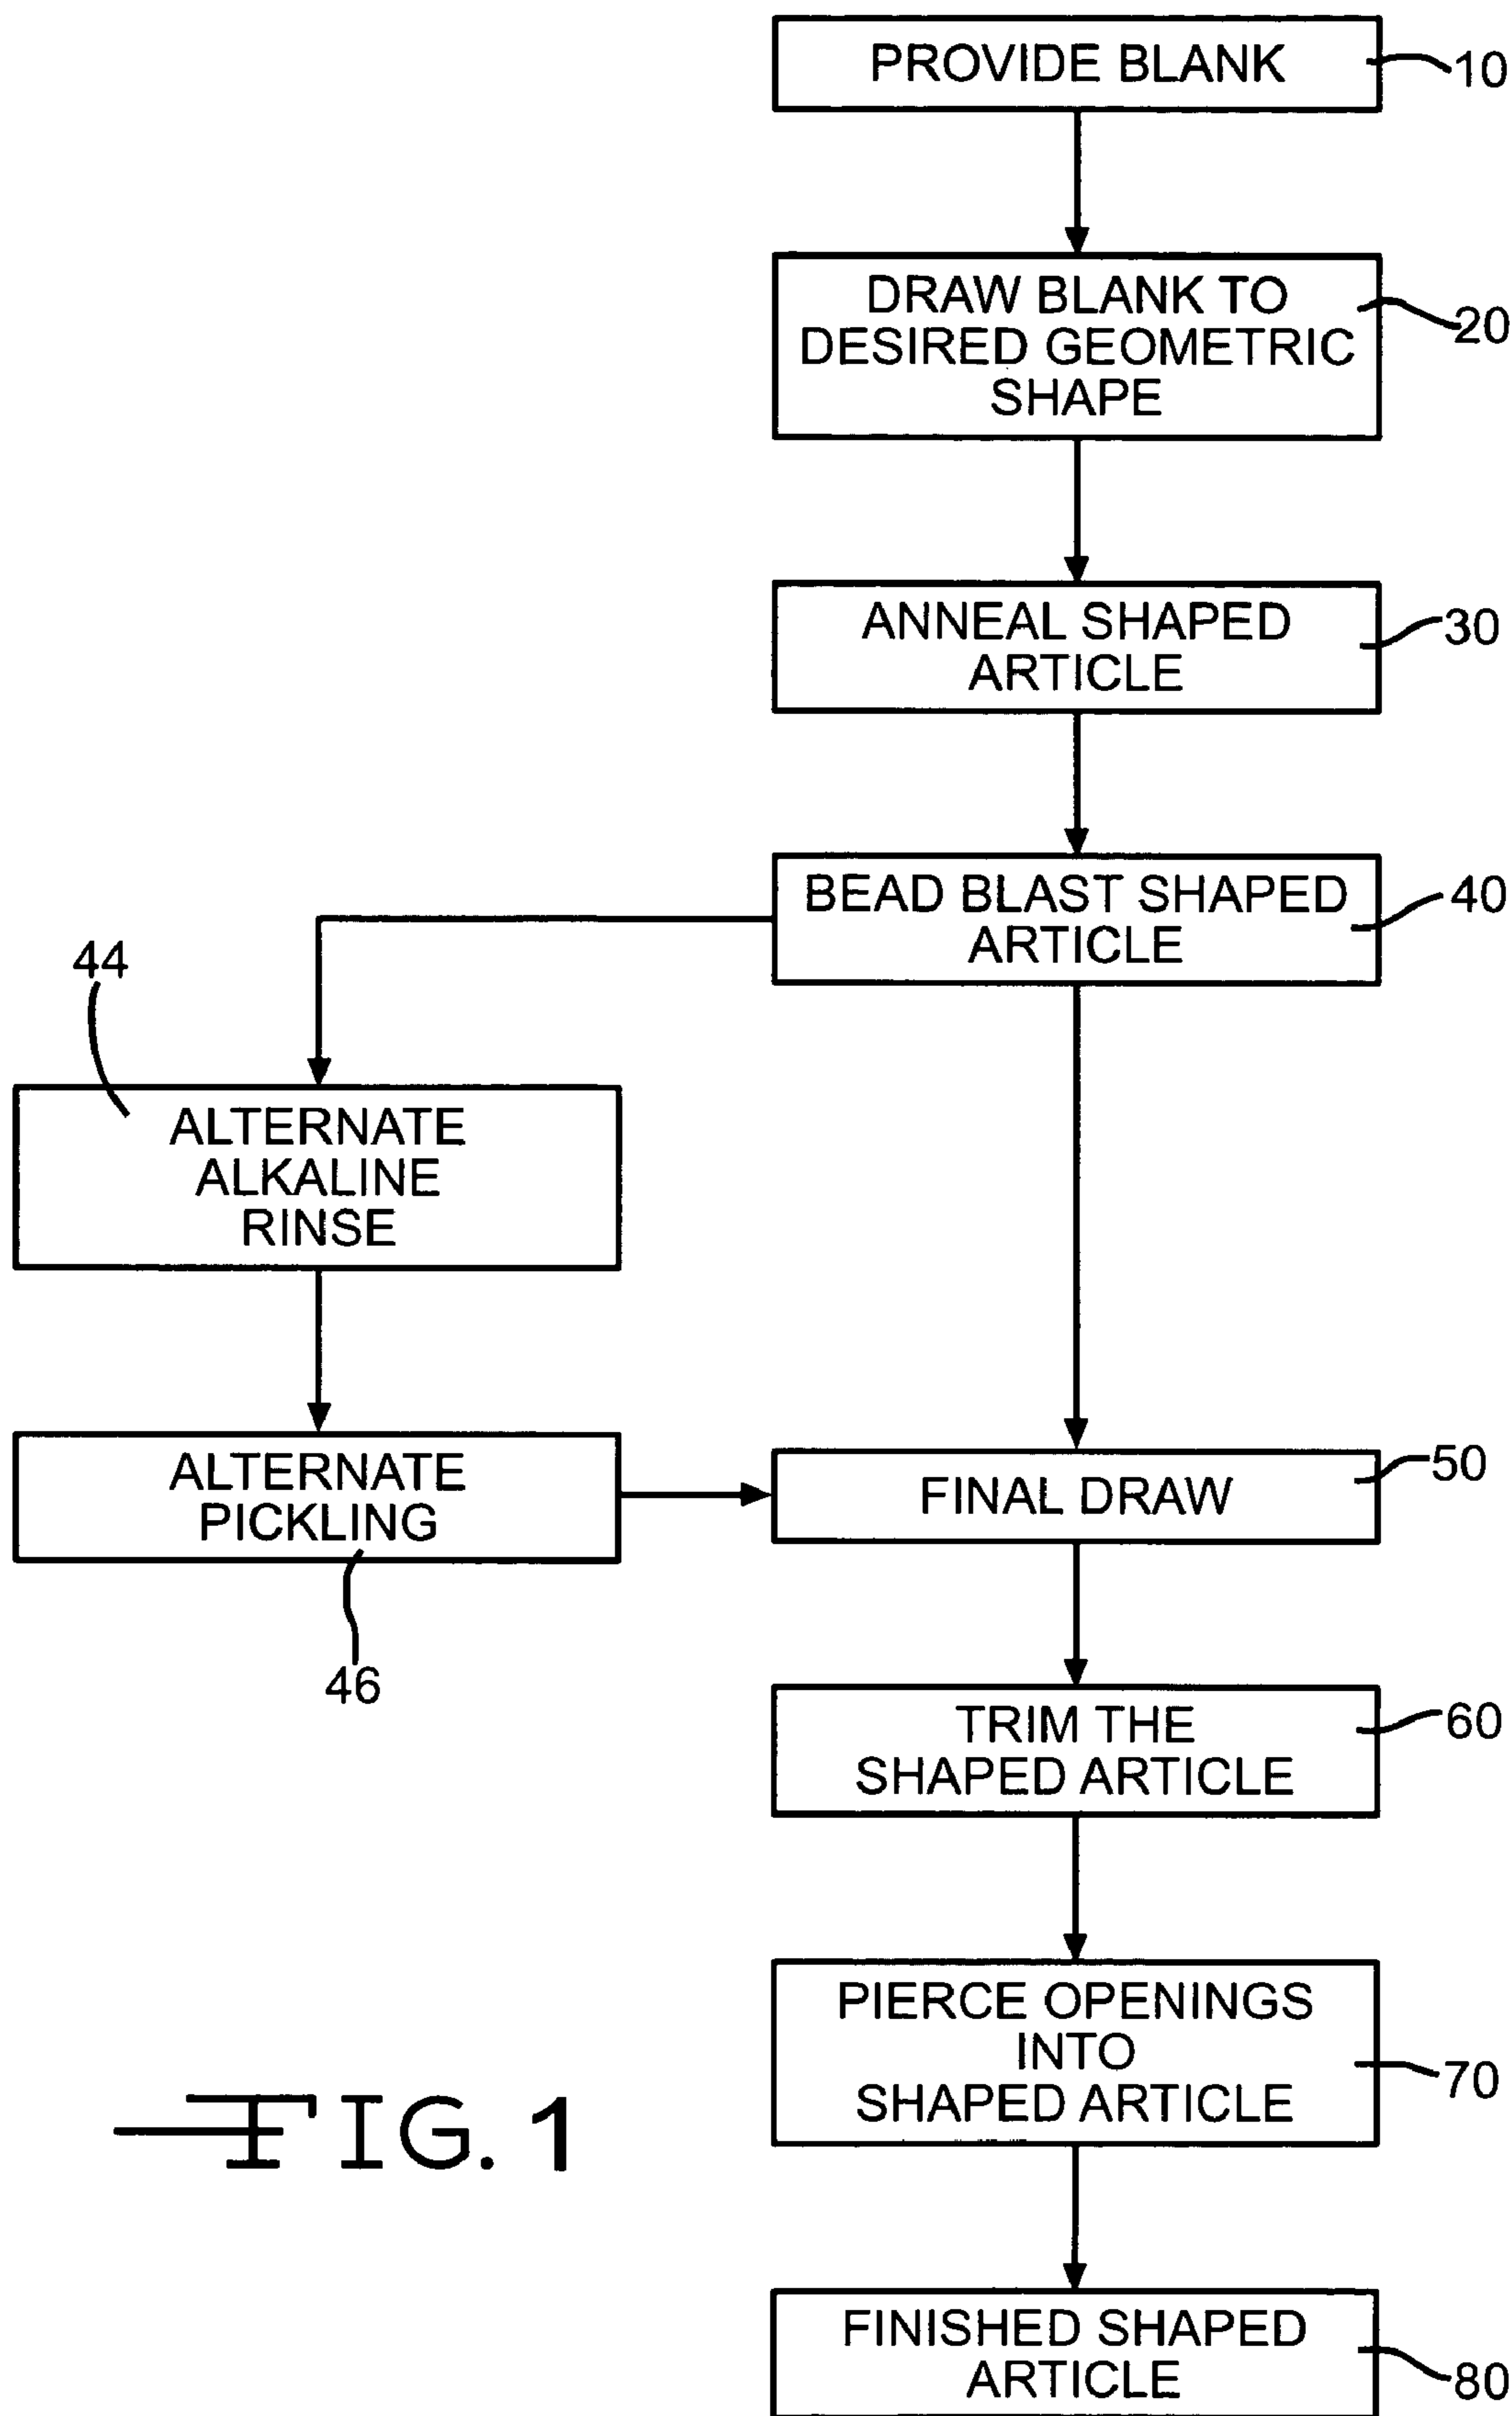 PROVIDE BLANK
10
DRAW BLANK TO
DESIRED GEOMETRIC
SHAPE
20
ANNEAL SHAPED
ARTICLE
30
BEAD BLAST SHAPED
ARTICLE
40
44
ALTERNATE
ALKALINE
RINSE
ALTERNATE
PICKLING
46
FINAL DRAW
50
TRIM THE
SHAPED ARTICLE
60
PIERCE OPENINGS
INTO
SHAPED ARTICLE
70
FIG. 1
FINISHED SHAPED
ARTICLE
80